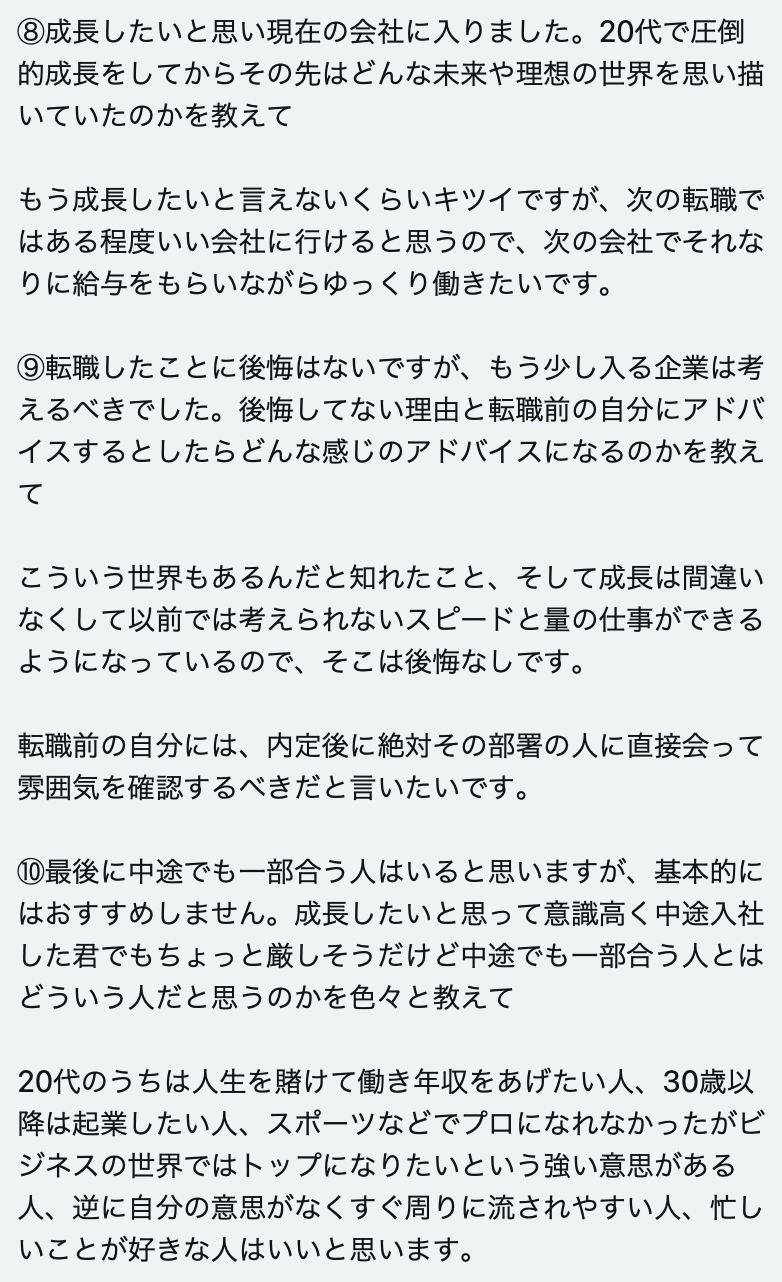 ⑧成長したいと思い現在の会社に入りました。20代で圧倒
的成長をしてからその先はどんな未来や理想の世界を思い描
いていたのかを教えて
もう成長したいと言えないくらいキツイですが、次の転職で
はある程度いい会社に行けると思うので、次の会社でそれな
りに給与をもらいながらゆっくり働きたいです。
⑨転職したことに後悔はないですが、もう少し入る企業は考
えるべきでした。後悔してない理由と転職前の自分にアドバ
イスするとしたらどんな感じのアドバイスになるのかを教え
て
こういう世界もあるんだと知れたこと、そして成長は間違い
なくして以前では考えられないスピードと量の仕事ができる
ようになっているので、そこは後悔なしです。
転職前の自分には、内定後に絶対その部署の人に直接会って
雰囲気を確認するべきだと言いたいです。
⑩最後に中途でも一部合う人はいると思いますが、基本的に
はおすすめしません。成長したいと思って意識高く中途入社
した君でもちょっと厳しそうだけど中途でも一部合う人とは
どういう人だと思うのかを色々と教えて
20代のうちは人生を賭けて働き年収をあげたい人、30歳以
降は起業したい人、スポーツなどでプロになれなかったがビ
ジネスの世界ではトップになりたいという強い意思がある
人、逆に自分の意思がなくすぐ周りに流されやすい人、忙し
いことが好きな人はいいと思います。